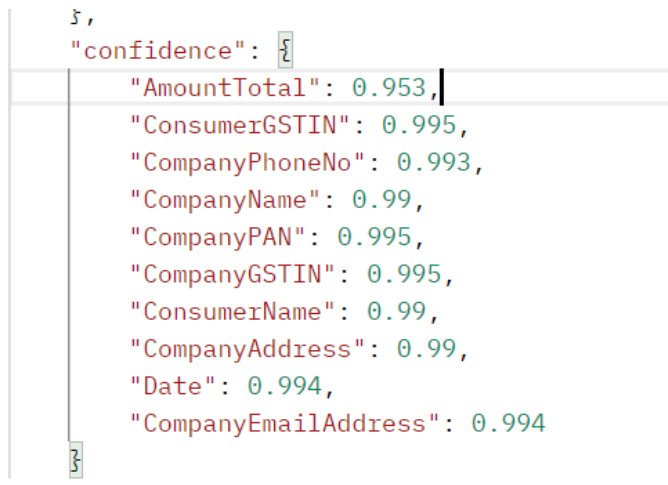 },
"confidence": {
"AmountTotal": 0.953,
"ConsumerGSTIN": 0.995,
"CompanyPhoneNo": 0.993,
"CompanyName": 0.99,
"CompanyPAN": 0.995,
"CompanyGSTIN": 0.995,
"ConsumerName": 0.99,
"CompanyAddress": 0.99,
"Date": 0.994,
"CompanyEmailAddress": 0.994
}